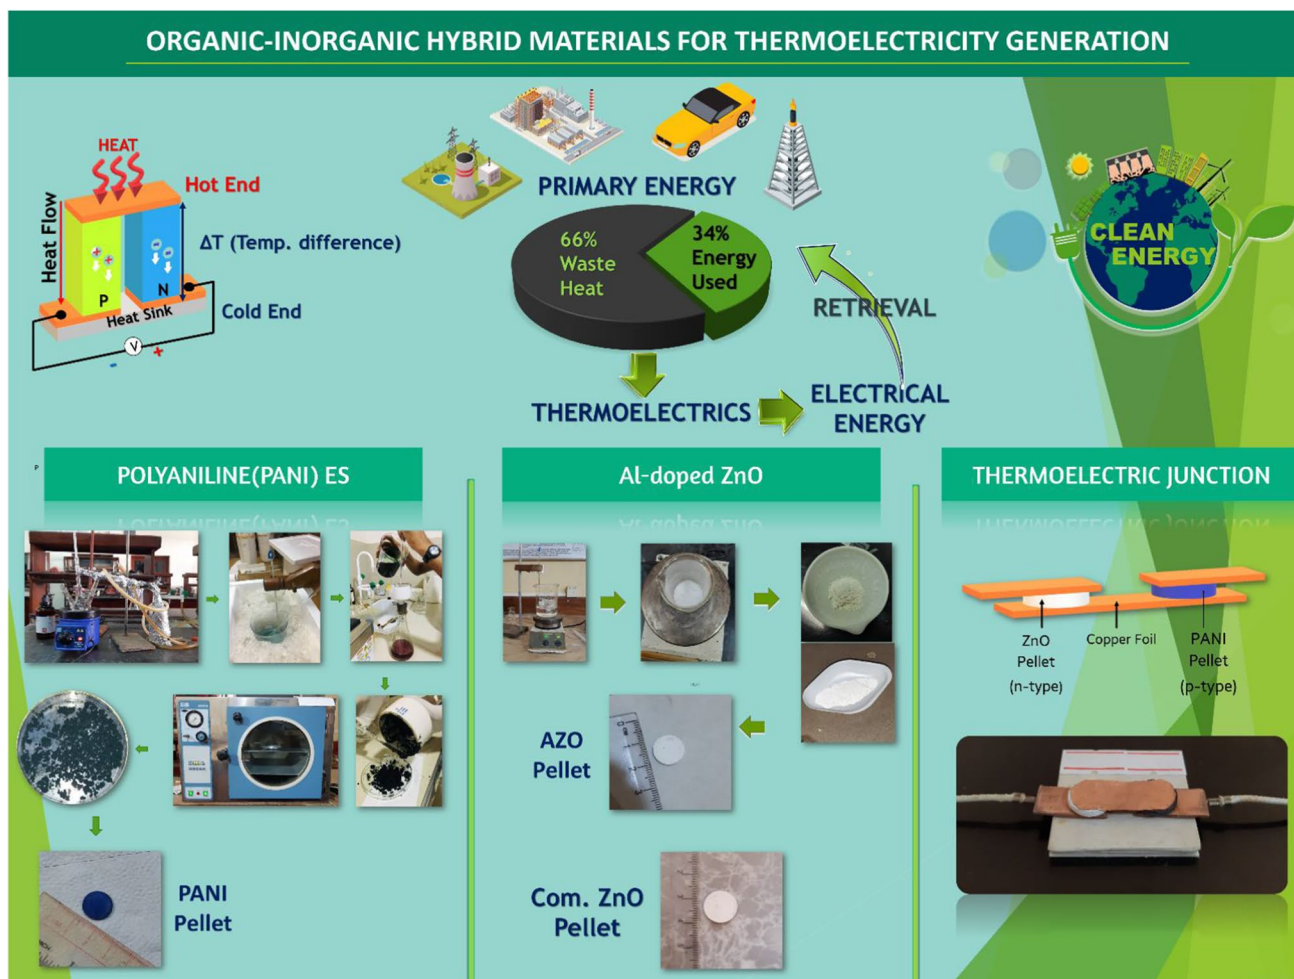 ORGANIC-INORGANIC HYBRID MATERIALS FOR THERMOELECTRICITY GENERATION
HEAT
Hot End
Heat Flow
ΔT (Temp. difference)
P
N
Heat Sink
Cold End
V
-
+
PRIMARY ENERGY
66%
Waste
Heat
34%
Energy
Used
RETRIEVAL
THERMOELECTRICS
ELECTRICAL
ENERGY
CLEAN
ENERGY
P
POLYANILINE(PANI) ES
PANI
Pellet
Al-doped ZnO
AZO
Pellet
Com. ZnO
Pellet
THERMOELECTRIC JUNCTION
ZnO
Pellet
(n-type)
Copper Foil
PANI
Pellet
(p-type)